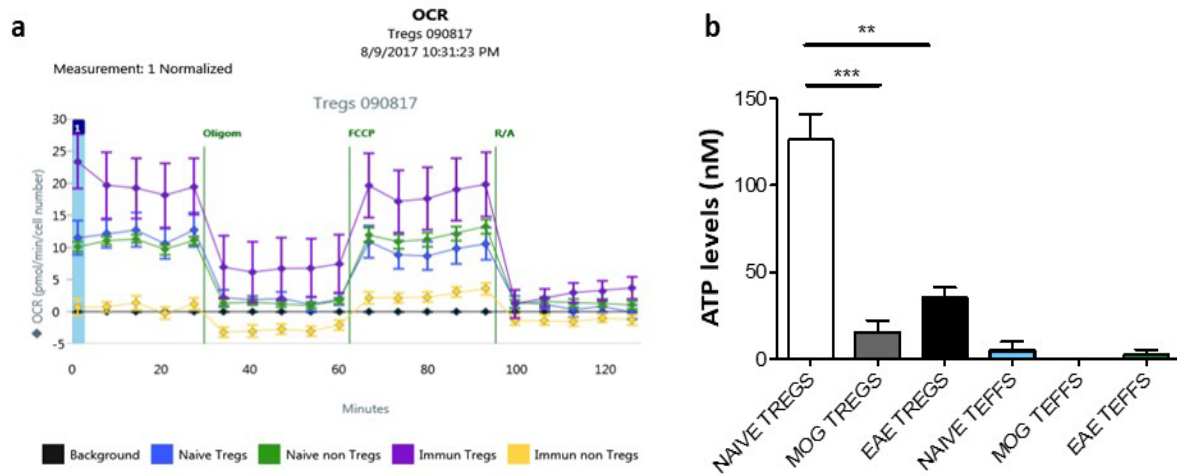 a
OCR
Tregs 090817
8/9/2017 10:31:23 PM
Measurement: 1 Normalized
Tregs 090817
◆ OCR (pmol/min/cell number)
30
25
20
15
10
5
0
-5
1
Oligom
FCCP
R/A
0 20 40 60 80 100 120
Minutes
Background Naive Tregs Naive non Tregs Immun Tregs Immun non Tregs
b
**
***
ATP levels (nM)
150
100
50
0
NAIVE TREGS
MOG TREGS
EAE TREGS
NAIVE TEFFS
MOG TEFFS
EAE TEFFS